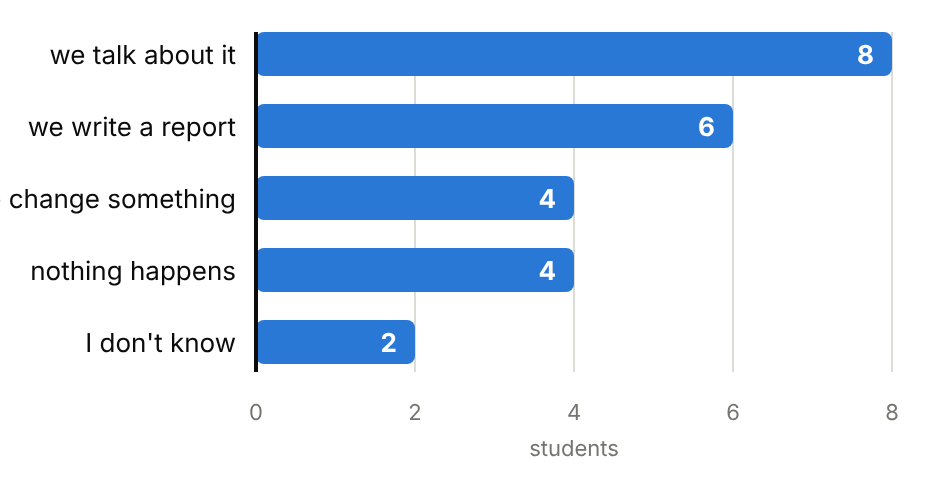 we talk about it
8
we write a report
6
change something
4
nothing happens
4
I don't know
2
0 2 4 6 8
students